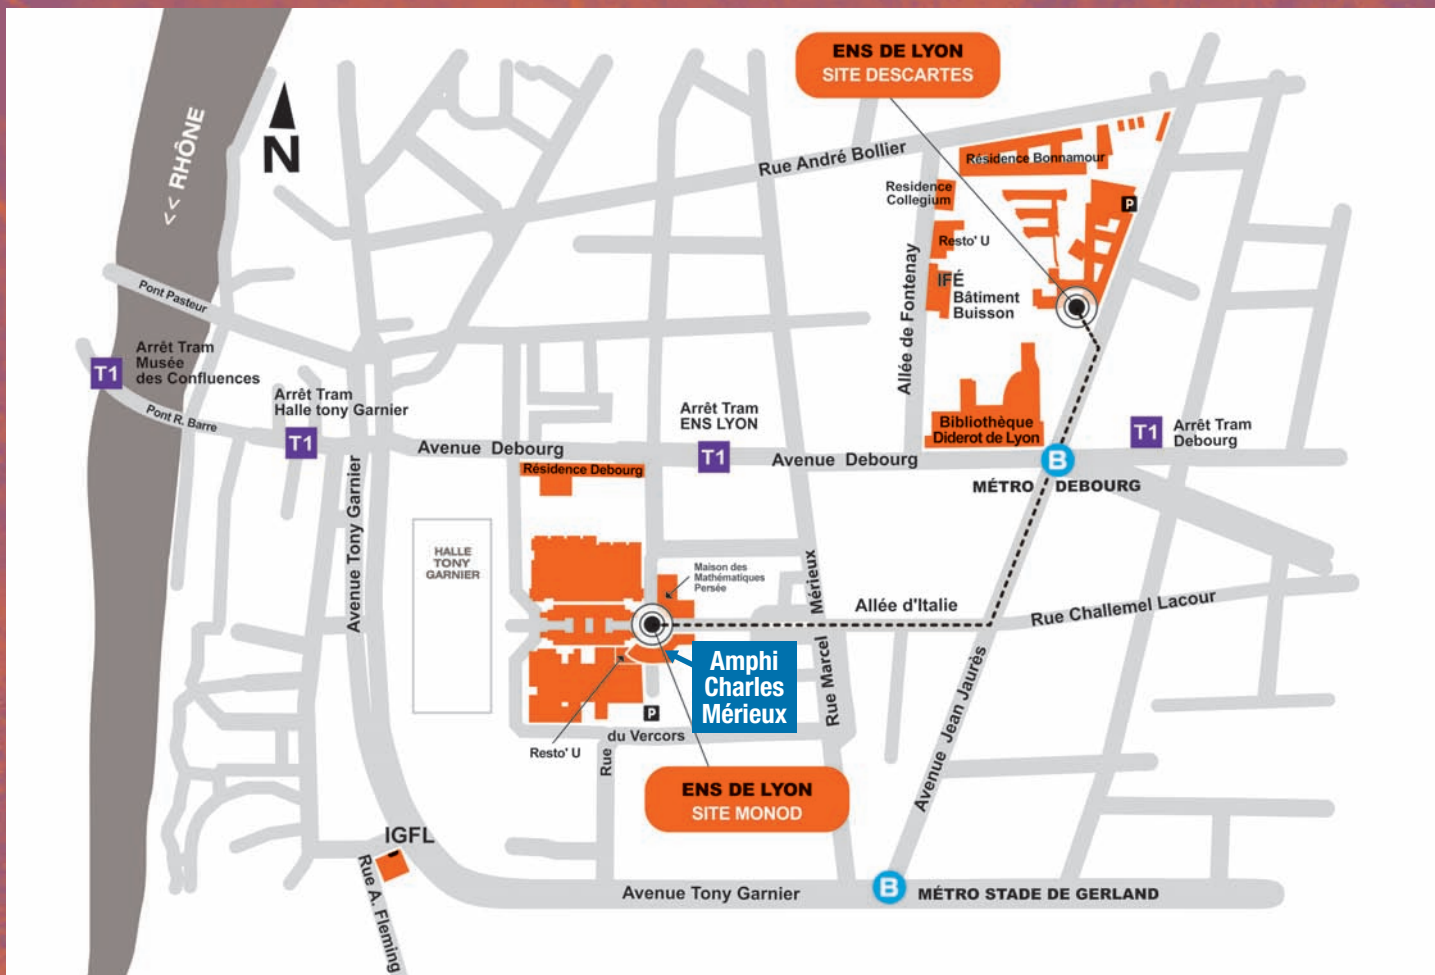 ENS DE LYON
SITE DESCARTES
<< RHÔNE
N
Rue André Bollier
Résidence Bonnamour
Residence
Collegium
P
Resto' U
IFÉ
Bâtiment
Buisson
Allée de Fontenay
Pont Pasteur
Arrêt Tram
Musée
des Confluences
T1
Pont R. Barre
Arrêt Tram
Halle tony Garnier
T1
Avenue Debourg
Arrêt Tram
ENS LYON
T1
Avenue Debourg
Bibliothèque
Diderot de Lyon
B
MÉTRO DEBOURG
T1
Arrêt Tram
Debourg
Résidence Debourg
Avenue Tony Garnier
HALLE
TONY
GARNIER
Maison des
Mathématiques
Persée
Rue Marcel Mérieux
Allée d'Italie
Rue Challemel Lacour
Amphi
Charles
Mérieux
Avenue Jean Jaurès
P
Resto' U
Rue du Vercors
ENS DE LYON
SITE MONOD
IGFL
Rue A. Fleming
Avenue Tony Garnier
B
MÉTRO STADE DE GERLAND